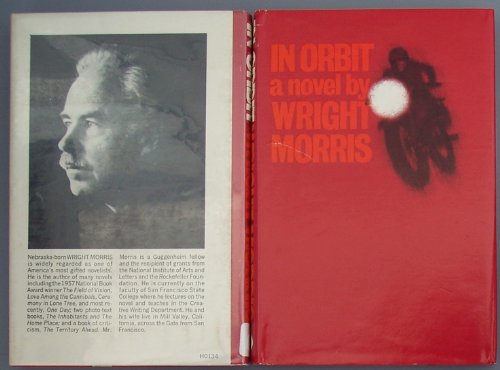 Nebraska-born WRIGHT MORRIS
is widely regarded as one of
America's most gifted novelists.
He is the author of many novels
including the 1957 National Book
Award winner The Field of Vision,
Love Among the Cannibals, Cere-
mony in Lone Tree, and most re-
cently, One Day; two photo-text
books, The Inhabitants and The
Home Place; and a book of criti-
cism, The Territory Ahead. Mr.
Morris is a Guggenheim fellow
and the recipient of grants from
the National Institute of Arts and
Letters and the Rockefeller Foun-
dation. He is currently on the
faculty of San Francisco State
College where he lectures on the
novel and teaches in the Crea-
tive Writing Department. He and
his wife live in Mill Valley, Cali-
fornia, across the Gate from San
Francisco.
H0134
IN ORBIT
IN ORBIT
a novel by
WRIGHT
MORRIS